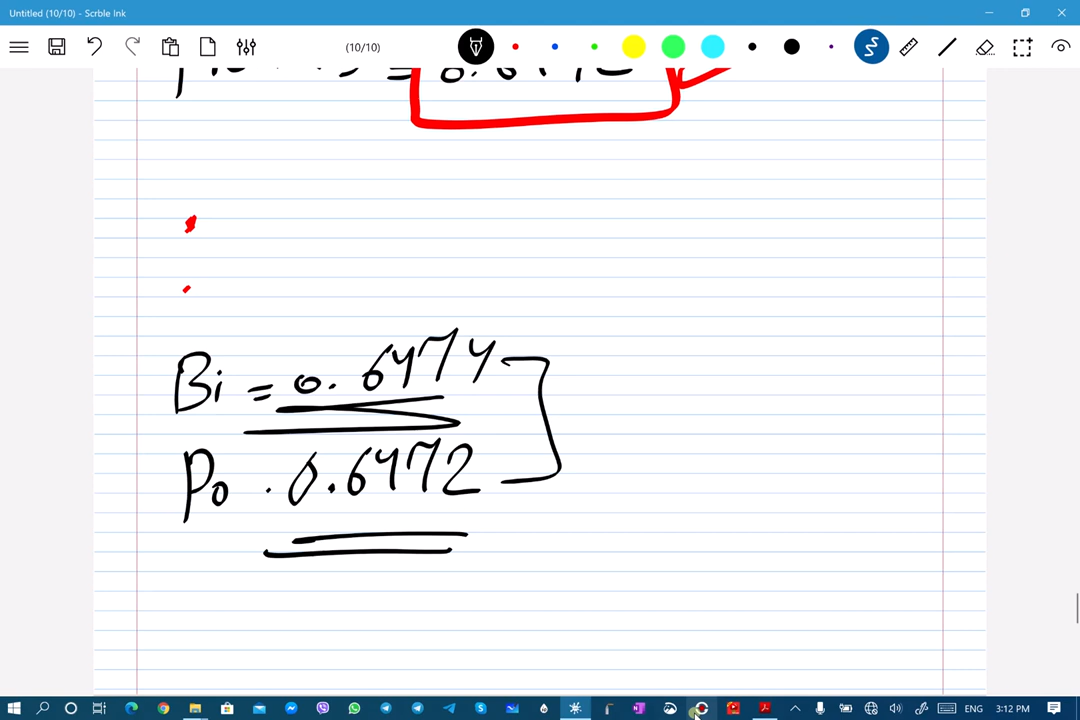 Untitled (10/10) - Scrble Ink
(10/10)
Bi = 0.6474
Po . 0.6472
ENG
3:12 PM